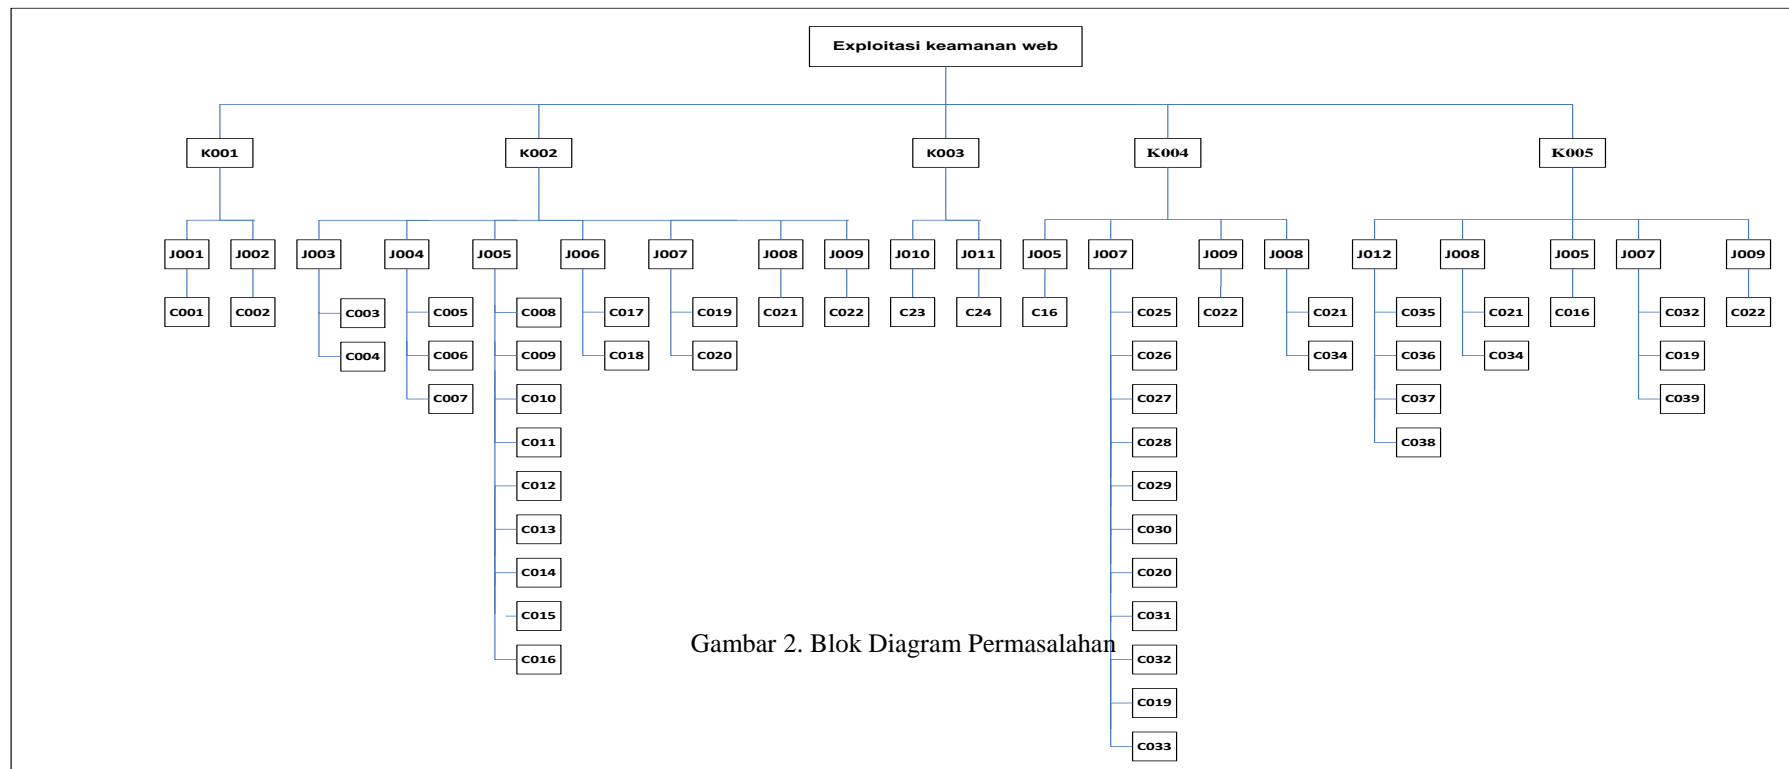 Exploitasi keamanan web
K001 K002 K003 K004 K005
J001 J002 J003 J004 J005 J006 J007 J008 J009 J010 J011 J005 J007 J009 J008 J012 J008 J005 J007 J009
C001 C002 C003 C005 C008 C017 C019 C021 C022 C23 C24 C16 C025 C022 C021 C035 C021 C016 C032 C022
C004 C006 C009 C018 C020 C026 C034 C036 C034 C019
C007 C010 C027 C037 C039
C011 C028 C038
C012 C029
C013 C030
C014 C020
C015 C031
Gambar 2. Blok Diagram Permasalahan
C016 C032
C019
C033